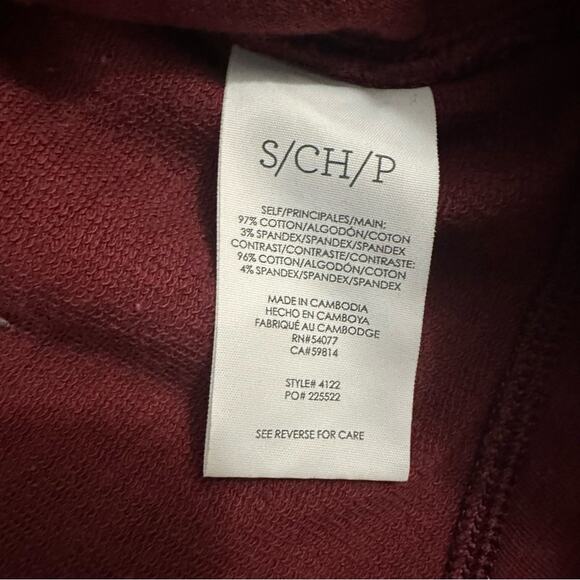 S/CH/P
SELF/PRINCIPALES/MAIN:
97% COTTON/ALGODÓN/COTON
3% SPANDEX/SPANDEX/SPANDEX
CONTRAST/CONTRASTE/CONTRASTE:
96% COTTON/ALGODÓN/COTON
4% SPANDEX/SPANDEX/SPANDEX
MADE IN CAMBODIA
HECHO EN CAMBOYA
FABRIQUÉ AU CAMBODGE
RN#54077
CA#59814
STYLE# 4122
PO# 225522
SEE REVERSE FOR CARE